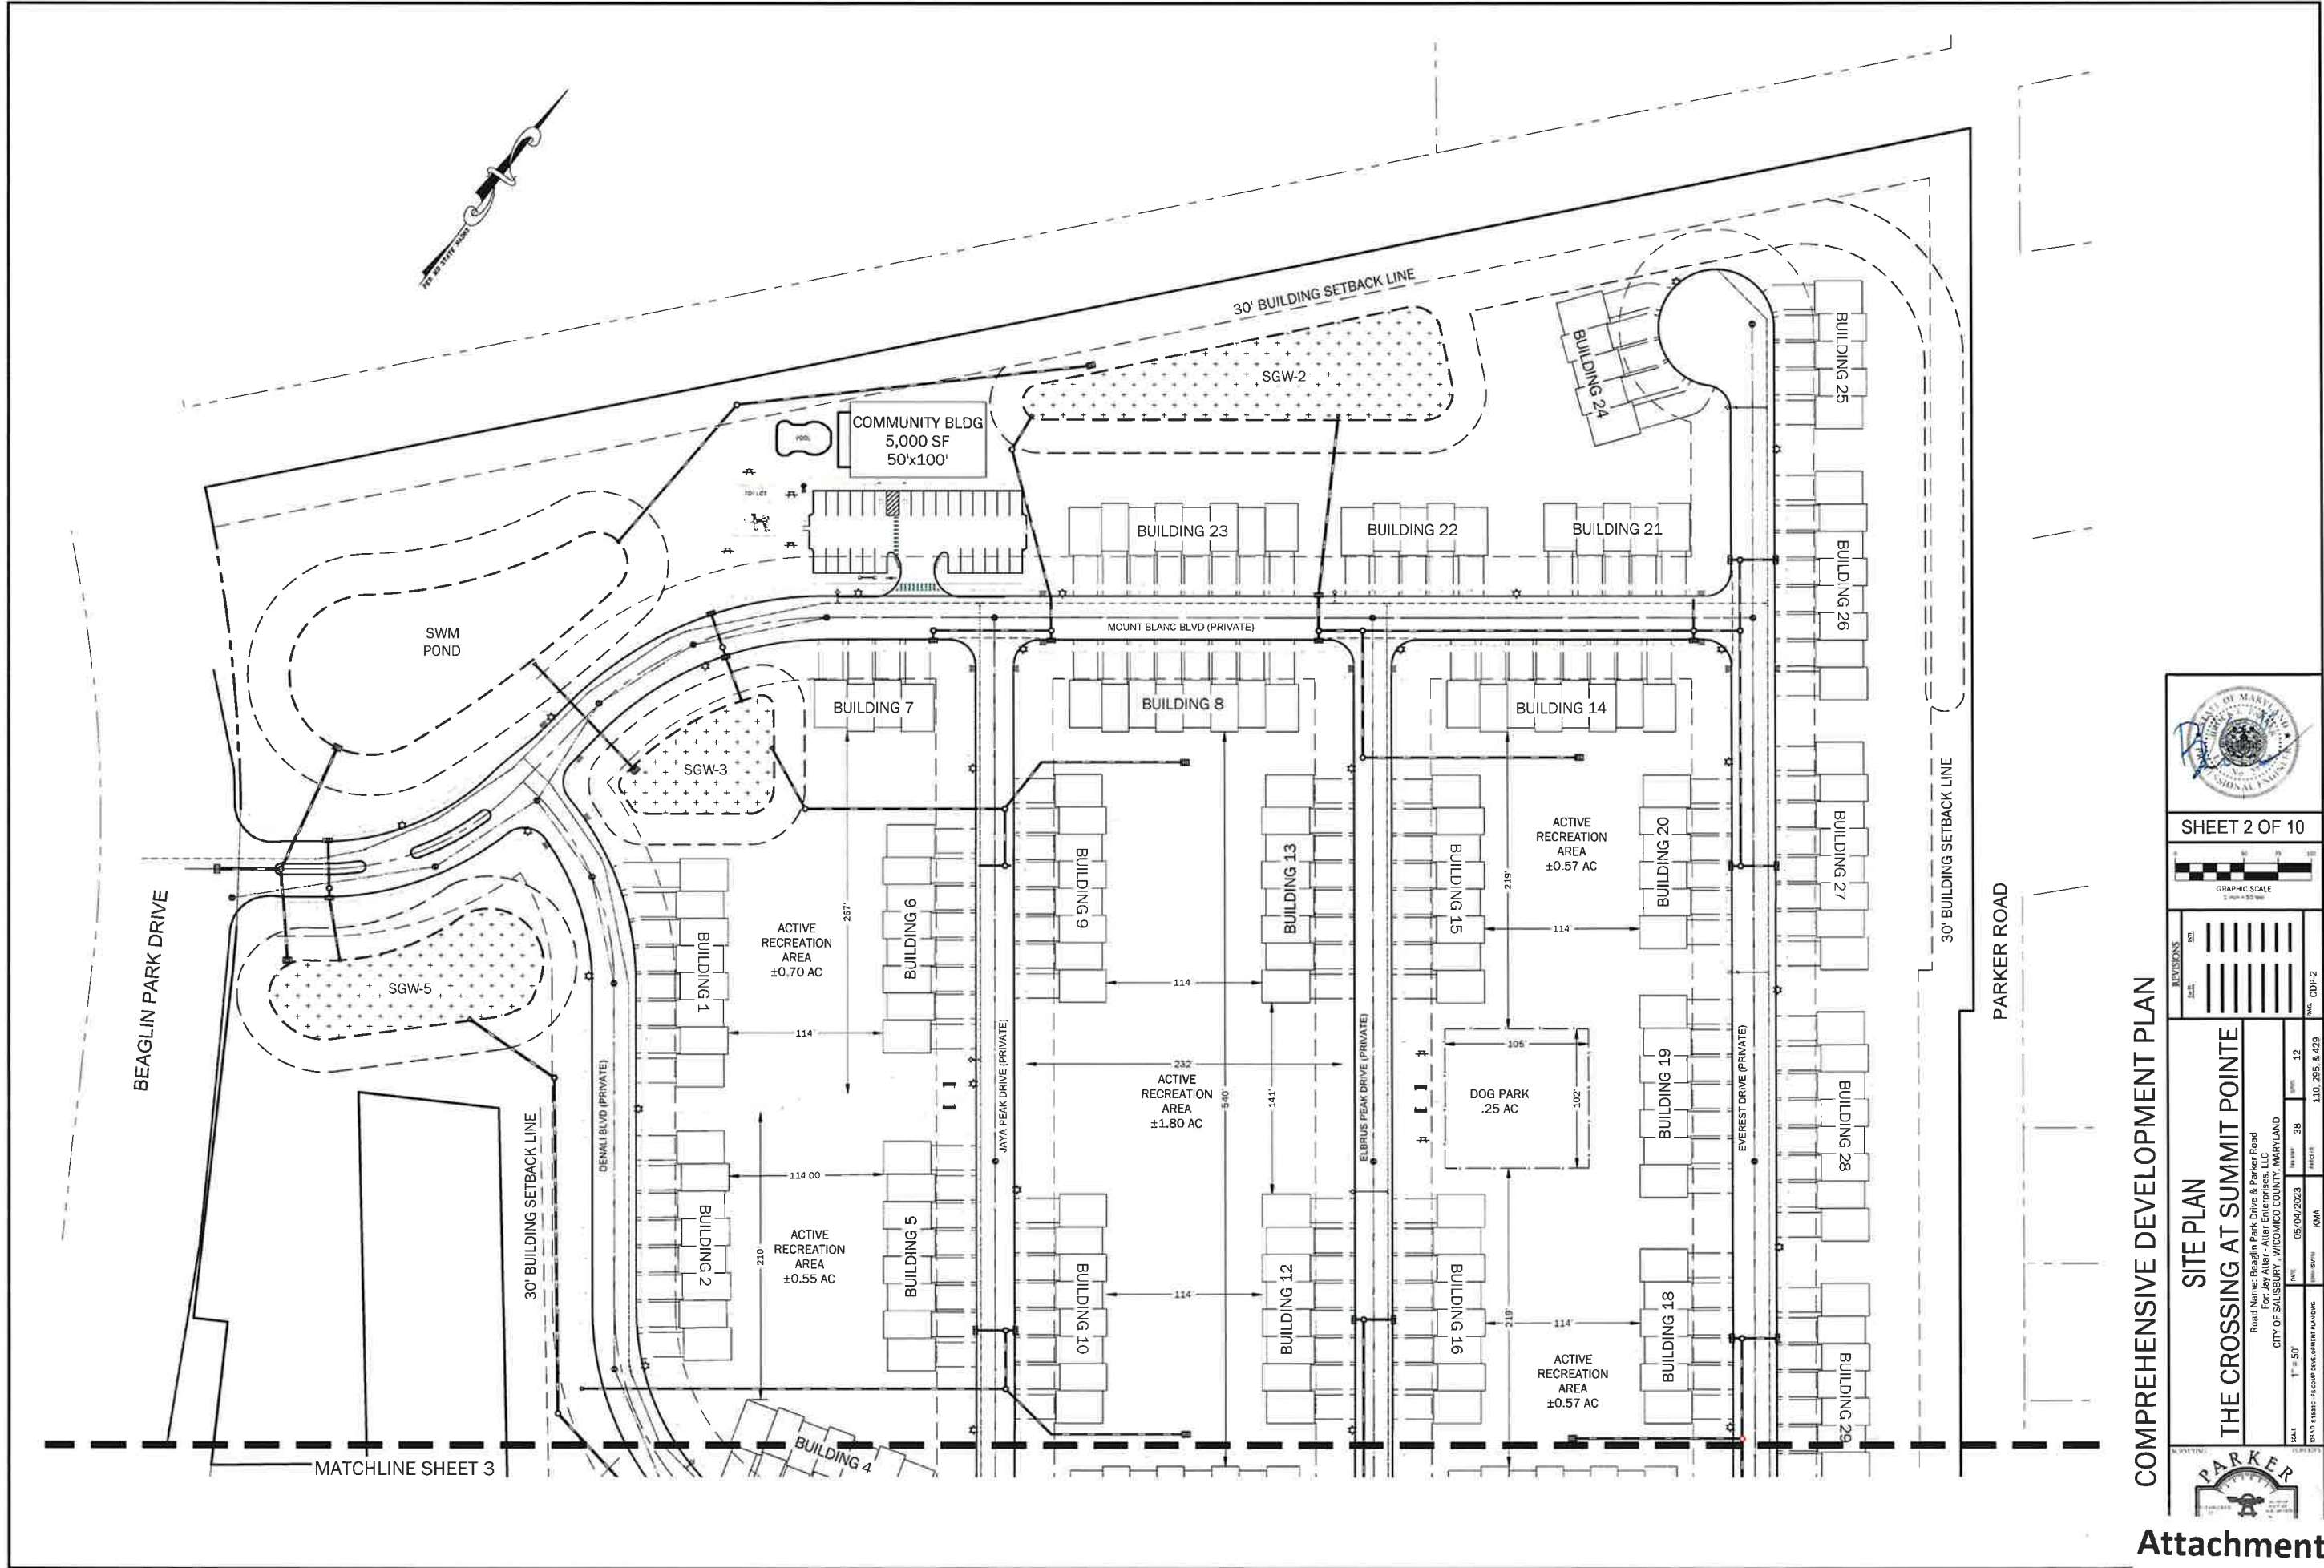 PER MD STATE NAD83
30' BUILDING SETBACK LINE
SGW-2
COMMUNITY BLDG
5,000 SF
50'x100'
POOL
TOT LOT
BUILDING 24
BUILDING 25
BUILDING 23
BUILDING 22
BUILDING 21
BUILDING 26
MOUNT BLANC BLVD (PRIVATE)
SWM
POND
SGW-3
BUILDING 7
BUILDING 8
BUILDING 14
BUILDING 1
ACTIVE
RECREATION
AREA
±0.70 AC
267'
BUILDING 6
114'
BUILDING 9
114
BUILDING 13
BUILDING 15
219'
ACTIVE
RECREATION
AREA
±0.57 AC
114'
BUILDING 20
BUILDING 27
30' BUILDING SETBACK LINE
PARKER ROAD
BEAGLIN PARK DRIVE
SGW-5
30' BUILDING SETBACK LINE
DENALI BLVD (PRIVATE)
JAYA PEAK DRIVE (PRIVATE)
232'
ACTIVE
RECREATION
AREA
±1.80 AC
540'
141'
ELBRUS PEAK DRIVE (PRIVATE)
105'
DOG PARK
.25 AC
102'
BUILDING 19
EVEREST DRIVE (PRIVATE)
BUILDING 28
BUILDING 2
114 00
210'
ACTIVE
RECREATION
AREA
±0.55 AC
BUILDING 5
BUILDING 10
114'
BUILDING 12
BUILDING 16
219'
114'
ACTIVE
RECREATION
AREA
±0.57 AC
BUILDING 18
BUILDING 29
BUILDING 4
MATCHLINE SHEET 3
COMPREHENSIVE DEVELOPMENT PLAN
SHEET 2 OF 10
GRAPHIC SCALE
REVISIONS
SITE PLAN
THE CROSSING AT SUMMIT POINTE
Road Name: Beaglin Park Drive & Parker Road
For: Jay Attar - Attar Enterprises, LLC
CITY OF SALISBURY, WICOMICO COUNTY, MARYLAND
SCALE 1" = 50'
DATE 05/04/2023
38
12
KMA
110, 295, & 429
CDP-2
PARKER
Attachment